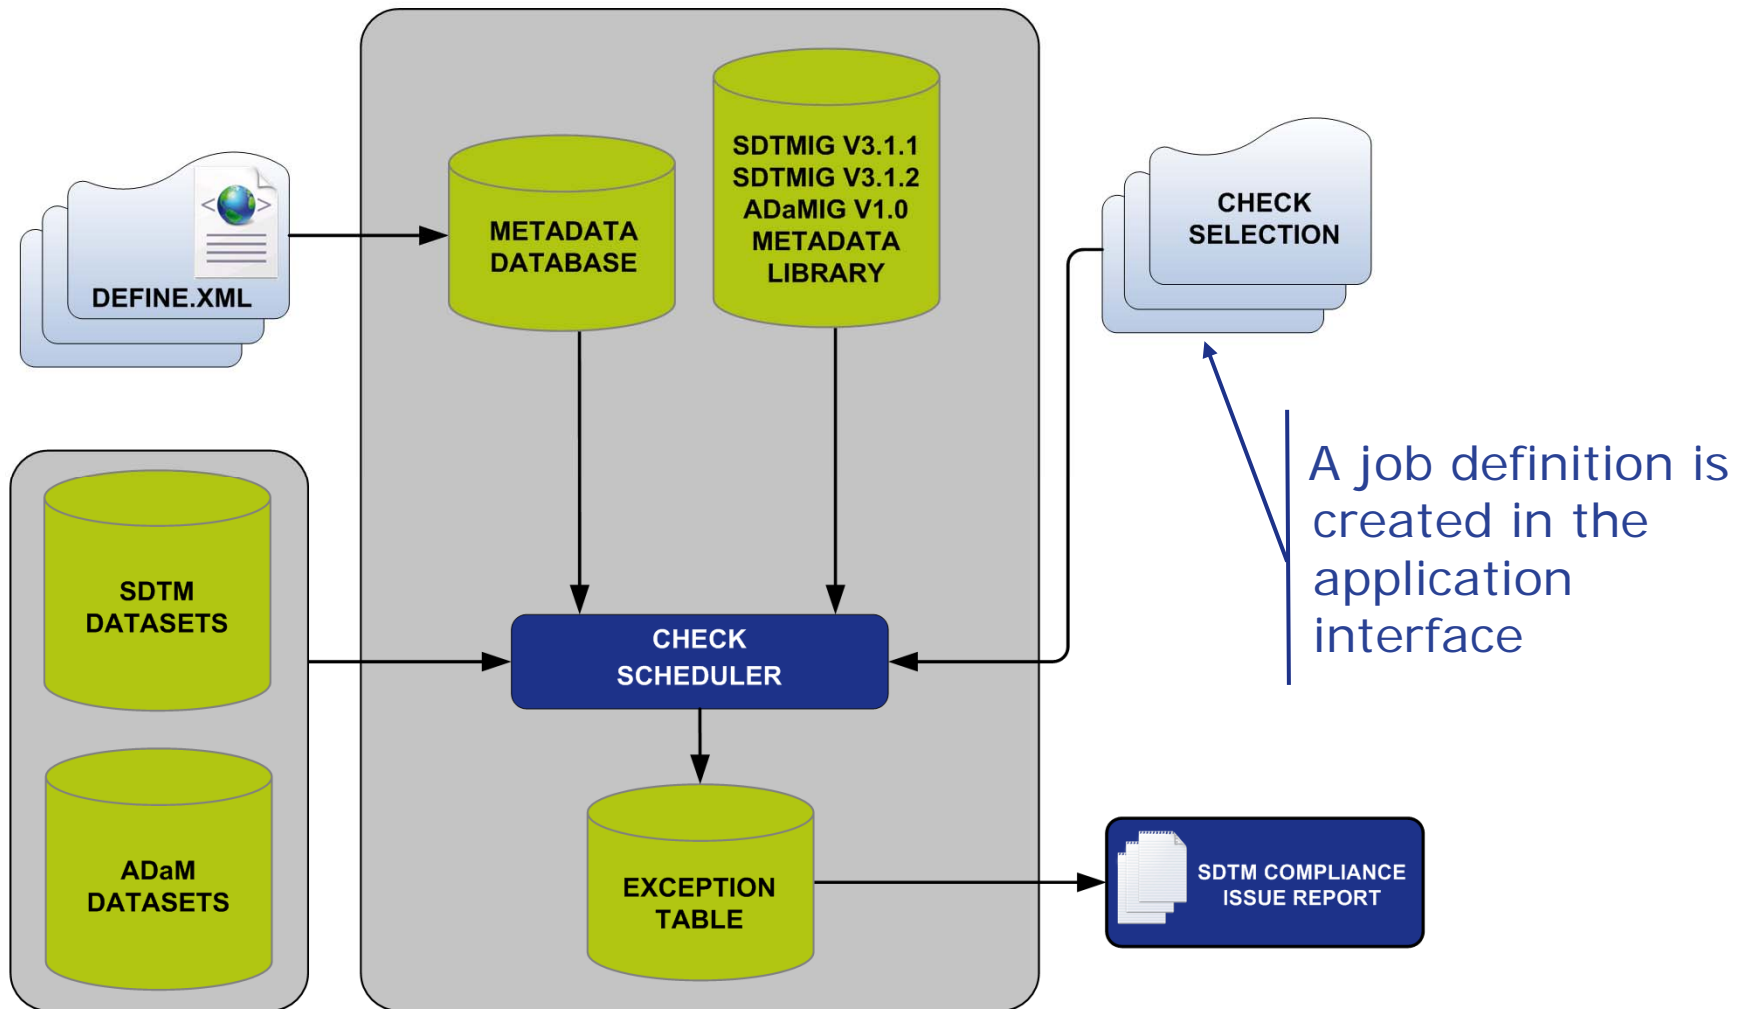 DEFINE.XML
METADATA
DATABASE
SDTMIG V3.1.1
SDTMIG V3.1.2
ADaMIG V1.0
METADATA
LIBRARY
CHECK
SELECTION
A job definition is
created in the
application
interface
SDTM
DATASETS
CHECK
SCHEDULER
ADaM
DATASETS
EXCEPTION
TABLE
SDTM COMPLIANCE
ISSUE REPORT